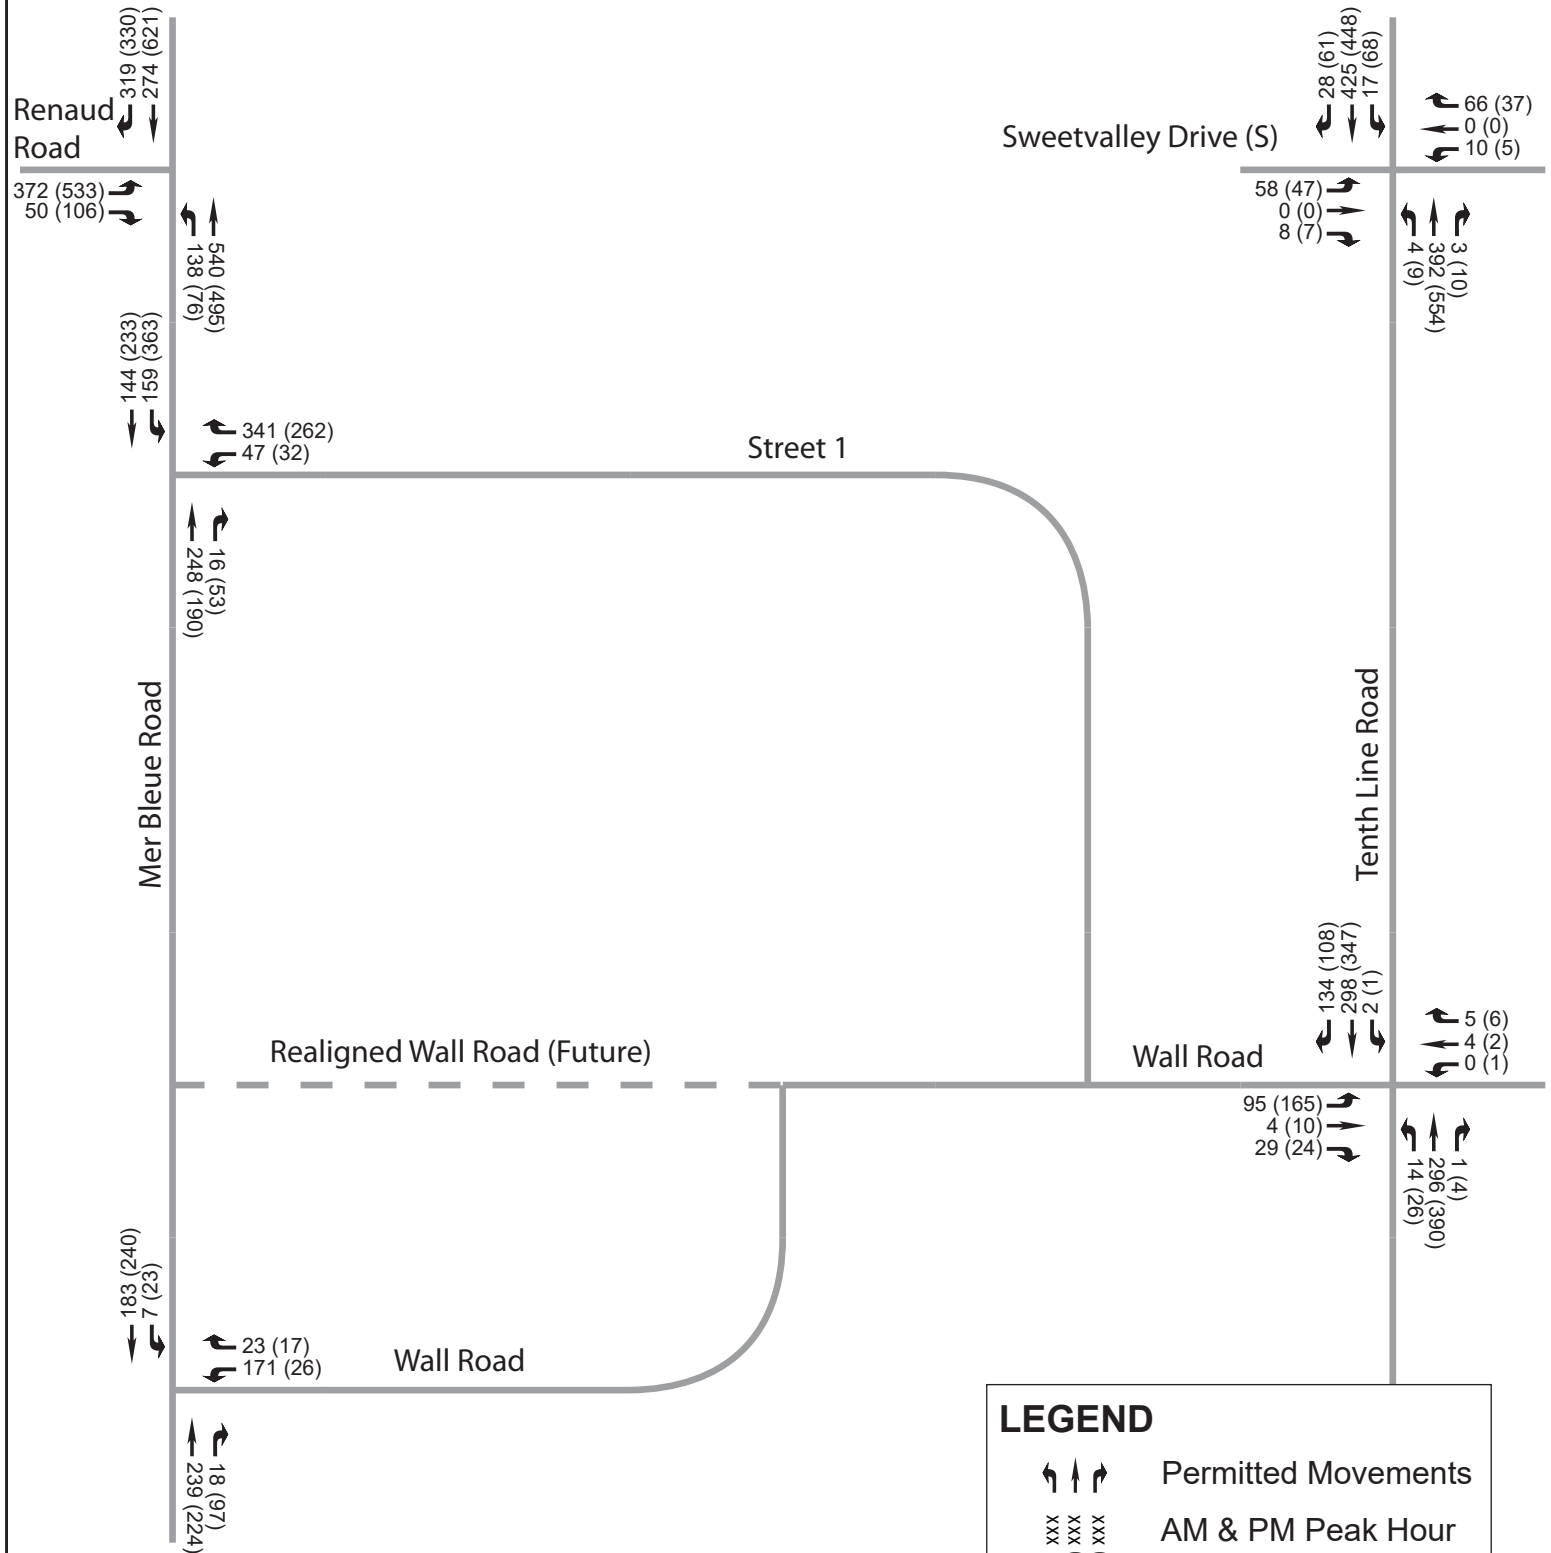 319 (330)
274 (621)
28 (61)
425 (448)
17 (68)
Renaud
Road
66 (37)
0 (0)
10 (5)
Sweetvalley Drive (S)
372 (533)
50 (106)
58 (47)
0 (0)
8 (7)
138 (76)
540 (495)
4 (9)
392 (554)
3 (10)
144 (233)
159 (363)
341 (262)
47 (32)
Street 1
248 (190)
16 (53)
Mer Bleue Road
Tenth Line Road
134 (108)
298 (347)
2 (1)
5 (6)
4 (2)
0 (1)
Realigned Wall Road (Future)
Wall Road
95 (165)
4 (10)
29 (24)
14 (26)
296 (390)
1 (4)
183 (240)
7 (23)
23 (17)
171 (26)
Wall Road
239 (224)
18 (97)
LEGEND
Permitted Movements
xxx
xxx
xxx
AM & PM Peak Hour